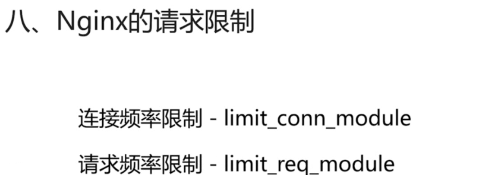 八、Nginx的请求限制
连接频率限制 - limit_conn_module
请求频率限制 - limit_req_module